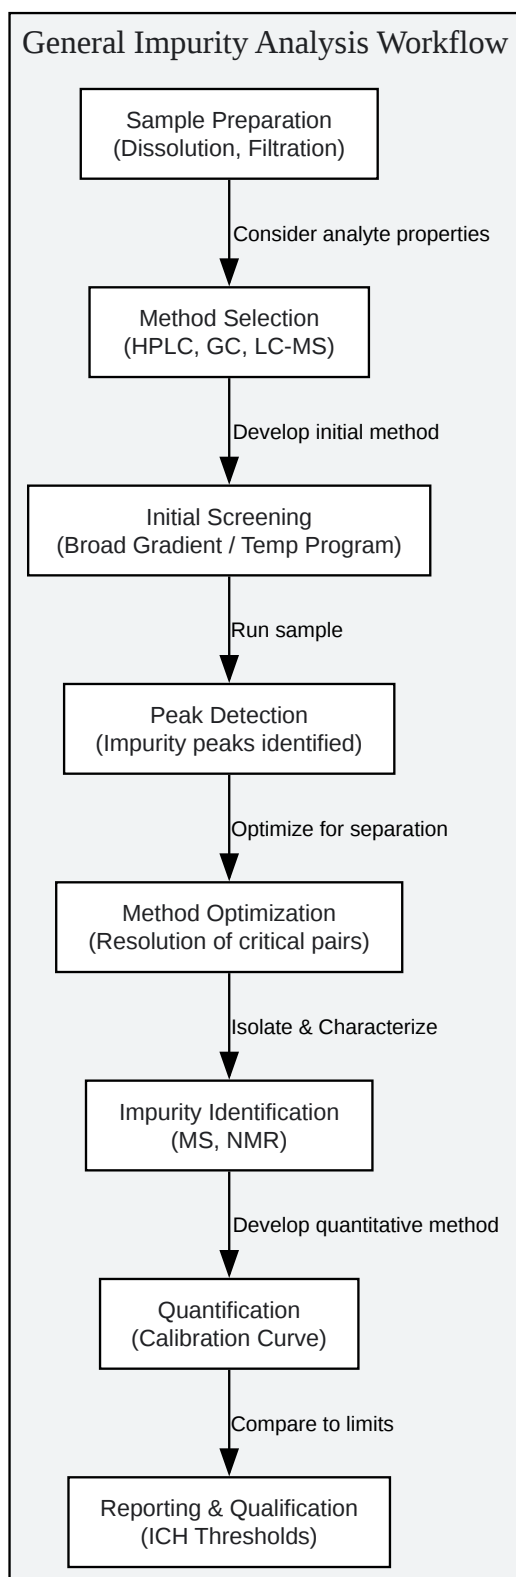 General Impurity Analysis Workflow
Sample Preparation
(Dissolution, Filtration)
Consider analyte properties
Method Selection
(HPLC, GC, LC-MS)
Develop initial method
Initial Screening
(Broad Gradient / Temp Program)
Run sample
Peak Detection
(Impurity peaks identified)
Optimize for separation
Method Optimization
(Resolution of critical pairs)
Isolate & Characterize
Impurity Identification
(MS, NMR)
Develop quantitative method
Quantification
(Calibration Curve)
Compare to limits
Reporting & Qualification
(ICH Thresholds)